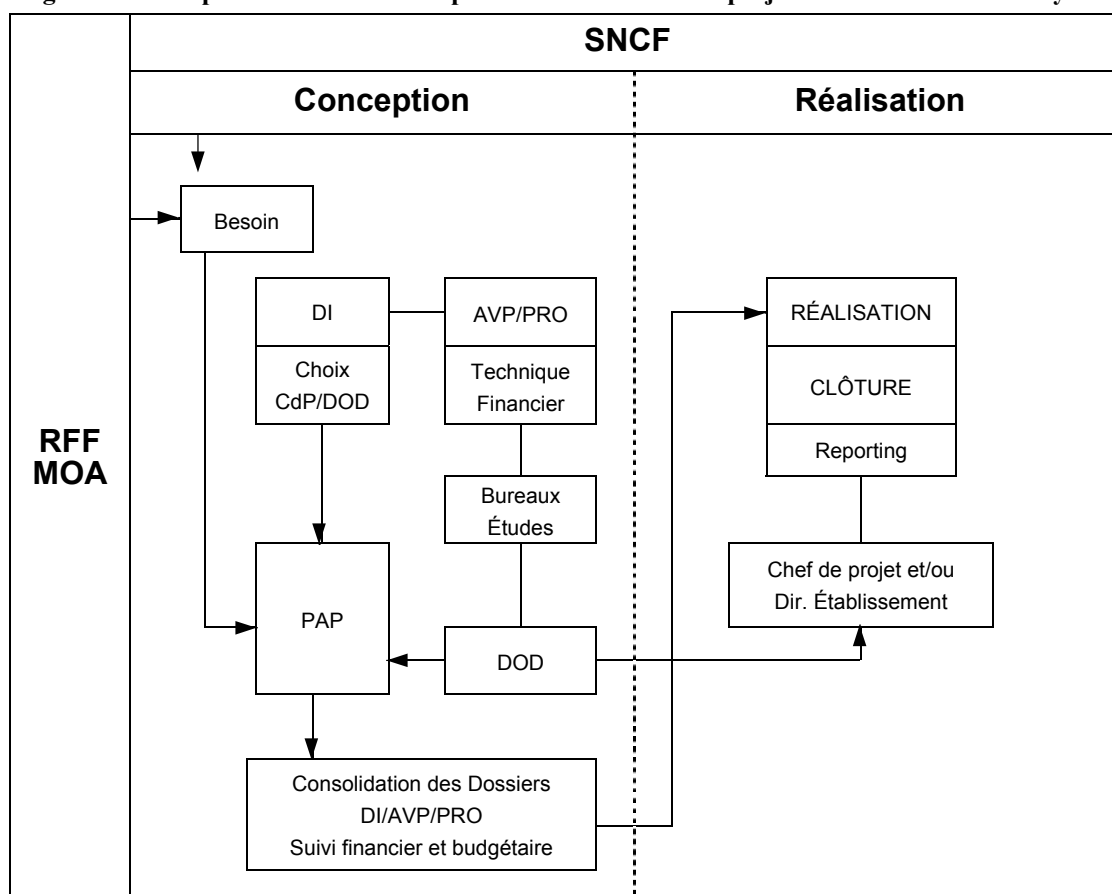 SNCF
Conception
Réalisation
RFF
MOA
Besoin
DI
Choix
CdP/DOD
AVP/PRO
Technique
Financier
Bureaux
Études
PAP
DOD
Consolidation des Dossiers
DI/AVP/PRO
Suivi financier et budgétaire
RÉALISATION
CLÔTURE
Reporting
Chef de projet et/ou
Dir. Établissement